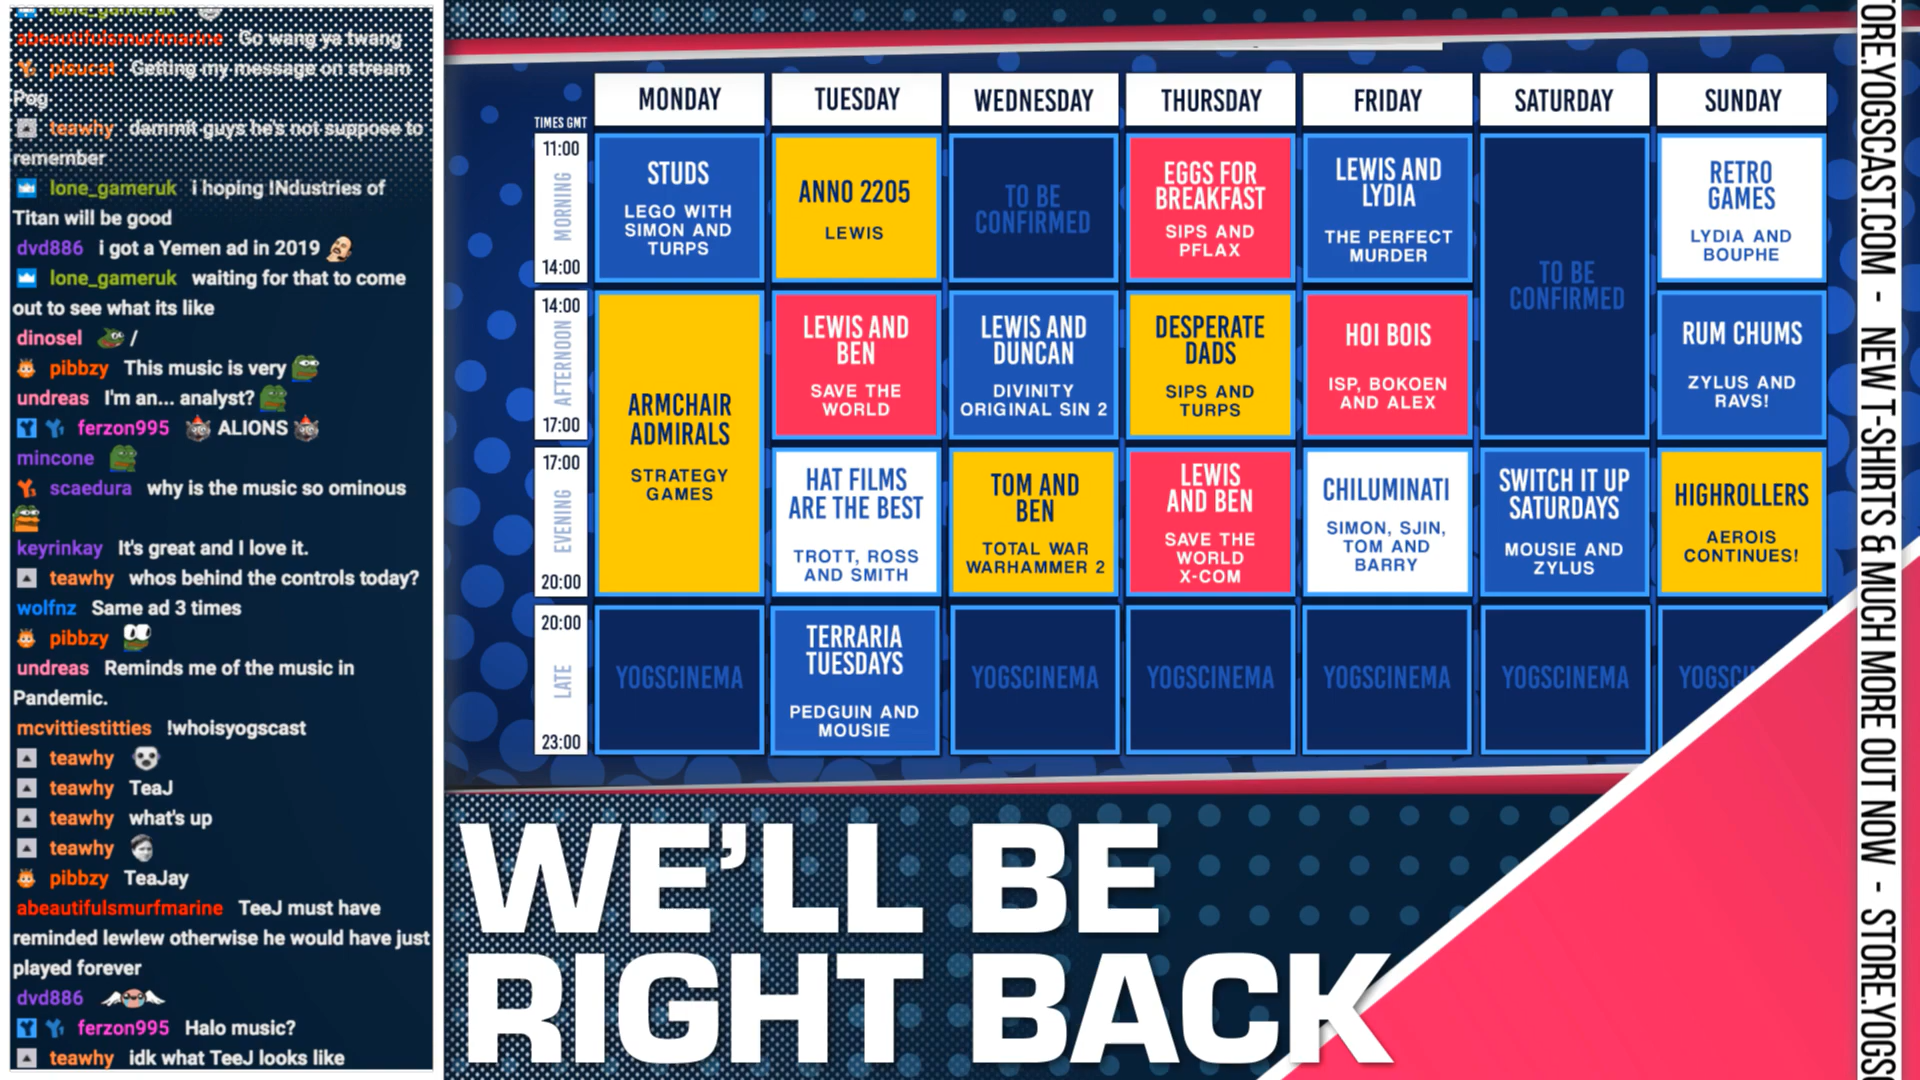 lone_gameruk
abeautifulsmurfmarine Go wang ya twang
pisucat Getting my message on stream
Pog
teawhy dammit guys he's not suppose to
remember
lone_gameruk i hoping !Ndustries of
Titan will be good
dvd886 i got a Yemen ad in 2019
lone_gameruk waiting for that to come
out to see what its like
dinosel /
pibbzy This music is very
undreas I'm an... analyst?
ferzon995 ALIONS
mincone
scaedura why is the music so ominous
keyrinkay It's great and I love it.
teawhy whos behind the controls today?
wolfnz Same ad 3 times
pibbzy
undreas Reminds me of the music in
Pandemic.
mcvittiestitties !whoisyogscast
teawhy
teawhy TeaJ
teawhy what's up
teawhy
pibbzy TeaJay
abeautifulsmurfmarine TeeJ must have
reminded lewlew otherwise he would have just
played forever
dvd886
ferzon995 Halo music?
teawhy idk what TeeJ looks like
TIMES GMT
MONDAY
TUESDAY
WEDNESDAY
THURSDAY
FRIDAY
SATURDAY
SUNDAY
11:00
MORNING
14:00
STUDS
LEGO WITH
SIMON AND
TURPS
ANNO 2205
LEWIS
TO BE
CONFIRMED
EGGS FOR
BREAKFAST
SIPS AND
PFLAX
LEWIS AND
LYDIA
THE PERFECT
MURDER
TO BE
CONFIRMED
RETRO
GAMES
LYDIA AND
BOUPHE
14:00
AFTERNOON
17:00
ARMCHAIR
ADMIRALS
STRATEGY
GAMES
LEWIS AND
BEN
SAVE THE
WORLD
LEWIS AND
DUNCAN
DIVINITY
ORIGINAL SIN 2
DESPERATE
DADS
SIPS AND
TURPS
HOI BOIS
ISP, BOKOEN
AND ALEX
RUM CHUMS
ZYLUS AND
RAVS!
17:00
EVENING
20:00
HAT FILMS
ARE THE BEST
TROTT, ROSS
AND SMITH
TOM AND
BEN
TOTAL WAR
WARHAMMER 2
LEWIS
AND BEN
SAVE THE
WORLD
X-COM
CHILUMINATI
SIMON, SJIN,
TOM AND
BARRY
SWITCH IT UP
SATURDAYS
MOUSIE AND
ZYLUS
HIGHROLLERS
AEROIS
CONTINUES!
20:00
LATE
23:00
YOGSCINEMA
TERRARIA
TUESDAYS
PEDGUIN AND
MOUSIE
YOGSCINEMA
YOGSCINEMA
YOGSCINEMA
YOGSCINEMA
YOGSC
WE'LL BE
RIGHT BACK
TORE.YOGSCAST.COM - NEW T-SHIRTS & MUCH MORE OUT NOW - STORE.YOGSC